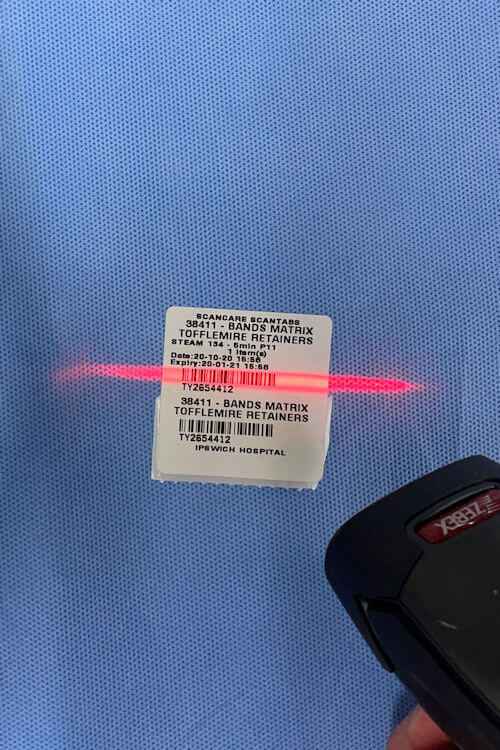 SCANCARE SCANTABS
38411 - BANDS MATRIX
TOFFLEMIRE RETAINERS
STEAM 134 - 5min P11
1 Item(s)
Date:20-10-20 15:56
Expiry:20-01-21 15:56
TY2654412
38411 - BANDS MATRIX
TOFFLEMIRE RETAINERS
TY2654412
IPSWICH HOSPITAL
ZEBEX